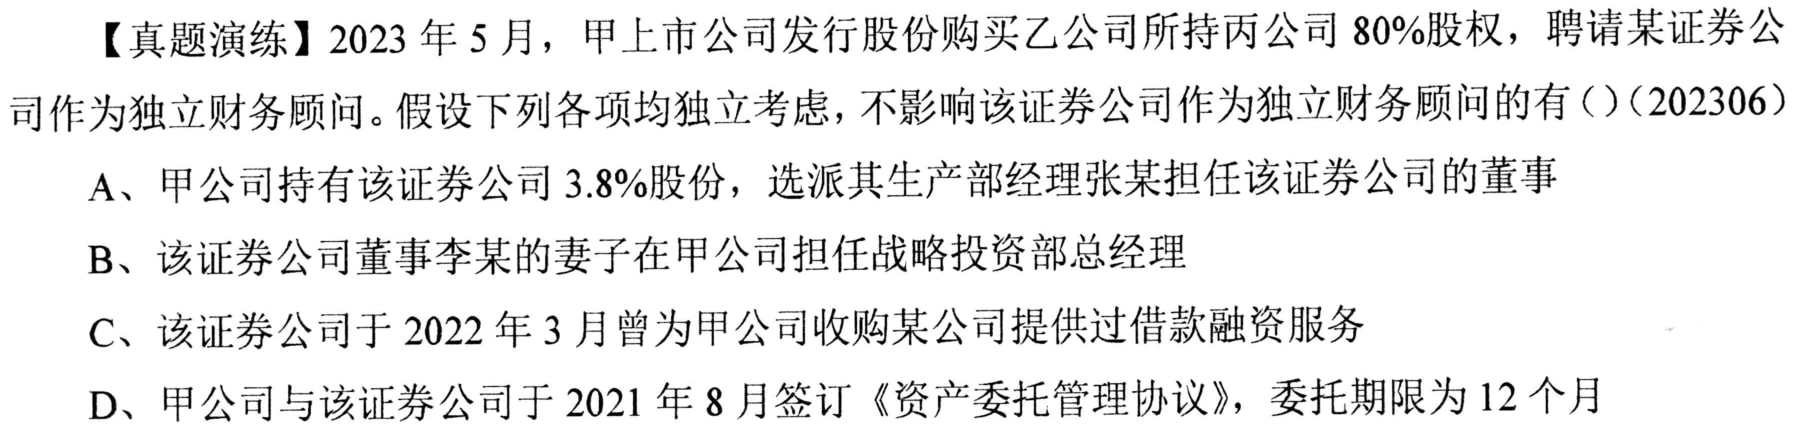 【真题演练】2023 年 5 月，甲上市公司发行股份购买乙公司所持丙公司 80%股权，聘请某证券公
司作为独立财务顾问。假设下列各项均独立考虑，不影响该证券公司作为独立财务顾问的有（）（202306）
A、甲公司持有该证券公司 3.8%股份，选派其生产部经理张某担任该证券公司的董事
B、该证券公司董事李某的妻子在甲公司担任战略投资部总经理
C、该证券公司于 2022 年 3 月曾为甲公司收购某公司提供过借款融资服务
D、甲公司与该证券公司于 2021 年 8 月签订《资产委托管理协议》，委托期限为 12 个月